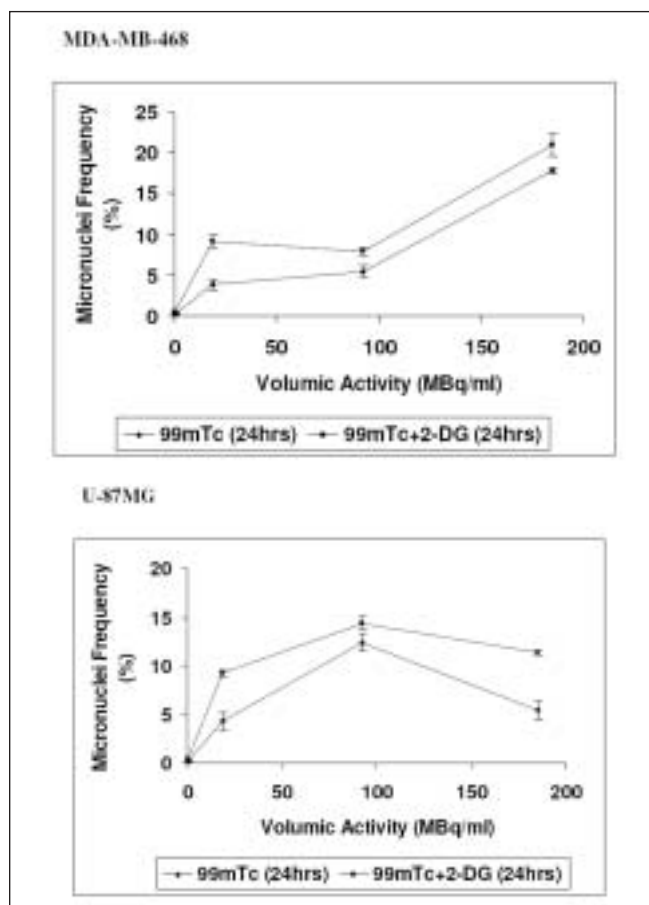 MDA-MB-468
25
20
15
10
5
0
Micronuclei Frequency
(%)
0 50 100 150 200
Volumic Activity (MBq/ml)
99mTc (24hrs) 99mTc+2-DG (24hrs)
U-87MG
20
15
10
5
0
Micronuclei Frequency
(%)
0 50 100 150 200
Volumic Activity (MBq/ml)
99mTc (24hrs) 99mTc+2-DG (24hrs)